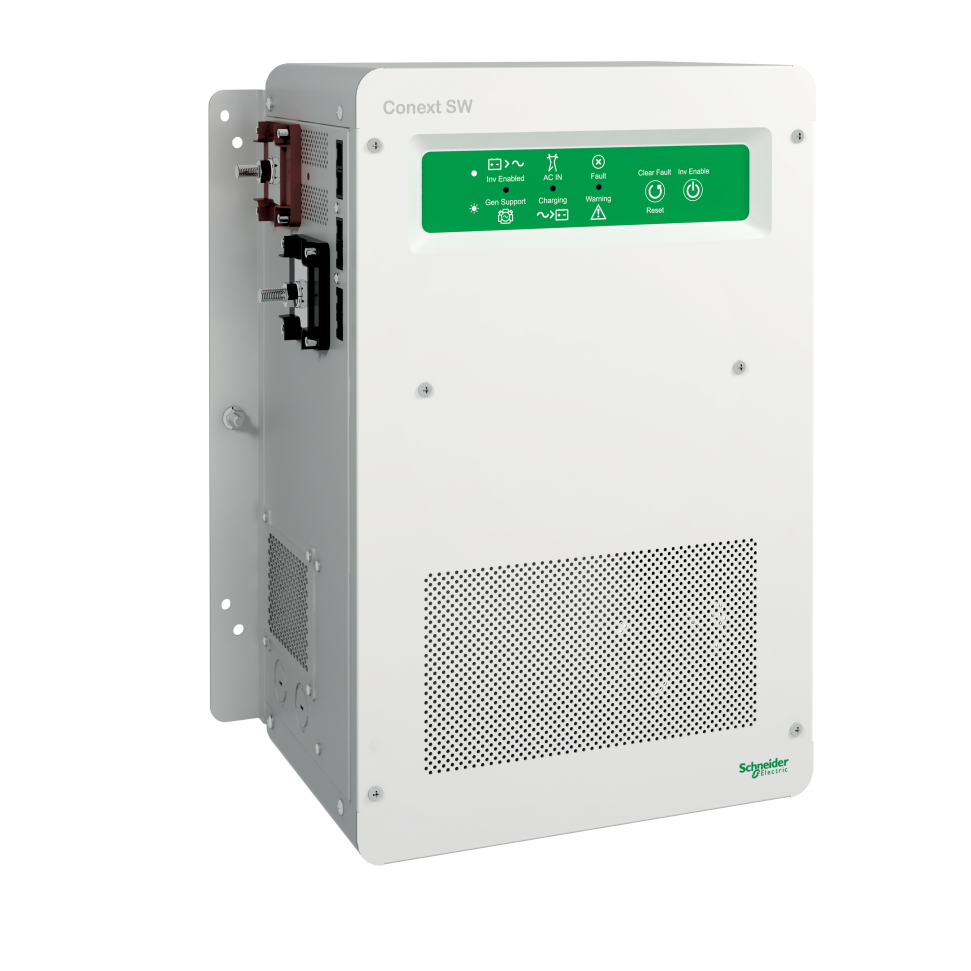 Conext SW
Inv Enabled
AC IN
Fault
Clear Fault
Inv Enable
Gen Support
Charging
Warning
Reset
Schneider
Electric